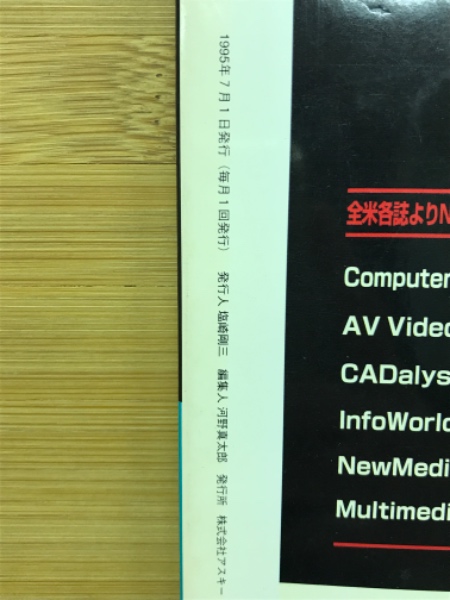 1995年7月1日発行（毎月1回発行） 発行人 塩崎剛三 編集人 河野真太郎 発行所 株式会社アスキー
全米各誌よりN
Computer
AV Video
CADalys
InfoWorld
NewMedi
Multimedi